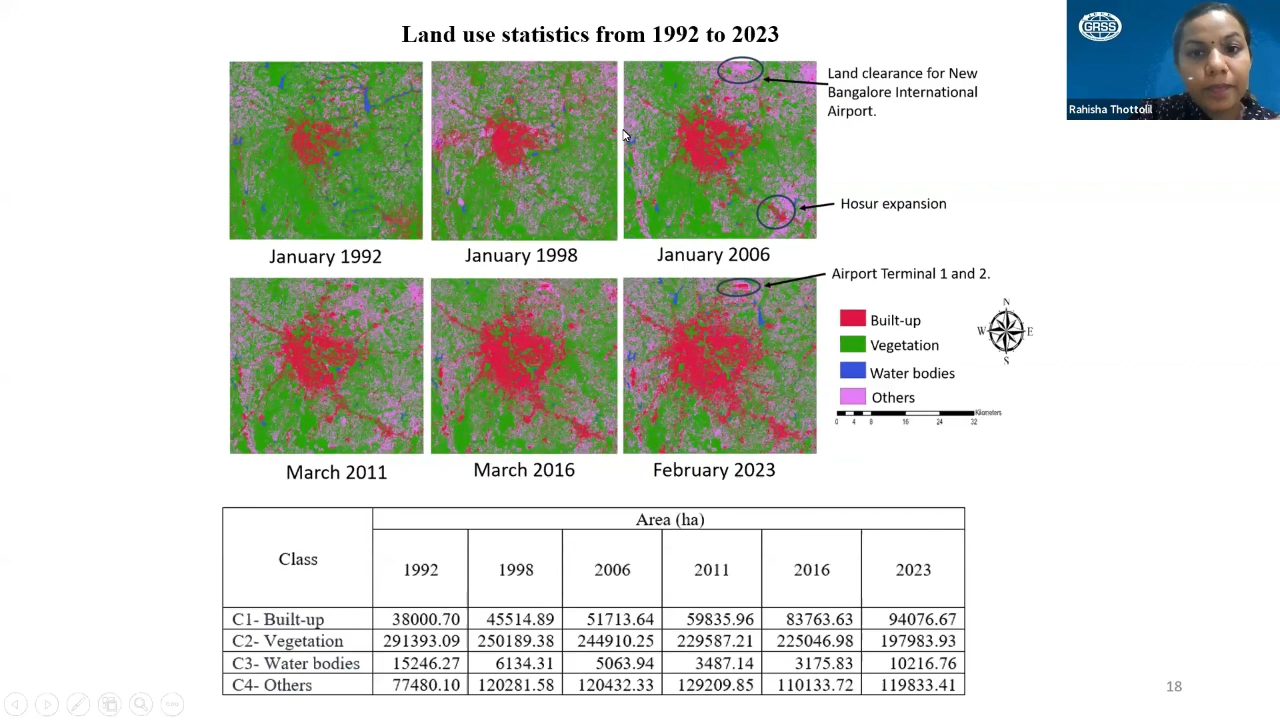 Land use statistics from 1992 to 2023
GRSS
Rahisha Thottolil
Land clearance for New
Bangalore International
Airport.
Hosur expansion
January 1992
January 1998
January 2006
Airport Terminal 1 and 2.
Built-up
Vegetation
Water bodies
Others
N
W E
S
Kilometers
0 4 8 16 24 32
March 2011
March 2016
February 2023
Class Area (ha)
1992 1998 2006 2011 2016 2023
C1- Built-up 38000.70 45514.89 51713.64 59835.96 83763.63 94076.67
C2- Vegetation 291393.09 250189.38 244910.25 229587.21 225046.98 197983.93
C3- Water bodies 15246.27 6134.31 5063.94 3487.14 3175.83 10216.76
C4- Others 77480.10 120281.58 120432.33 129209.85 110133.72 119833.41
18